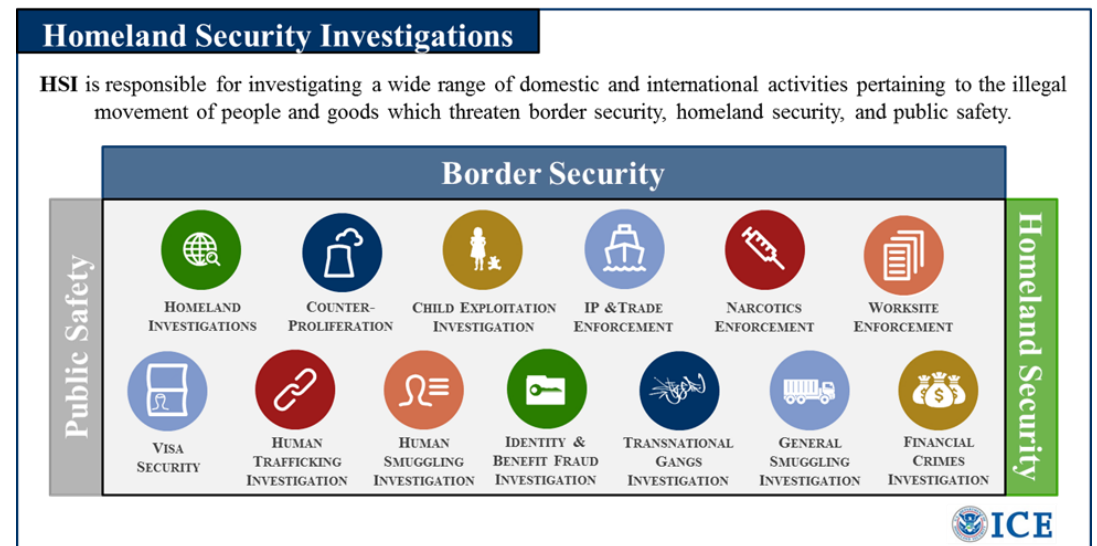 Homeland Security Investigations
HSI is responsible for investigating a wide range of domestic and international activities pertaining to the illegal
movement of people and goods which threaten border security, homeland security, and public safety.
Border Security
Public Safety
Homeland Security
HOMELAND
INVESTIGATIONS
COUNTER-
PROLIFERATION
CHILD EXPLOITATION
INVESTIGATION
IP &TRADE
ENFORCEMENT
NARCOTICS
ENFORCEMENT
WORKSITE
ENFORCEMENT
VISA
SECURITY
HUMAN
TRAFFICKING
INVESTIGATION
HUMAN
SMUGGLING
INVESTIGATION
IDENTITY &
BENEFIT FRAUD
INVESTIGATION
TRANSNATIONAL
GANGS
INVESTIGATION
GENERAL
SMUGGLING
INVESTIGATION
FINANCIAL
CRIMES
INVESTIGATION
ICE